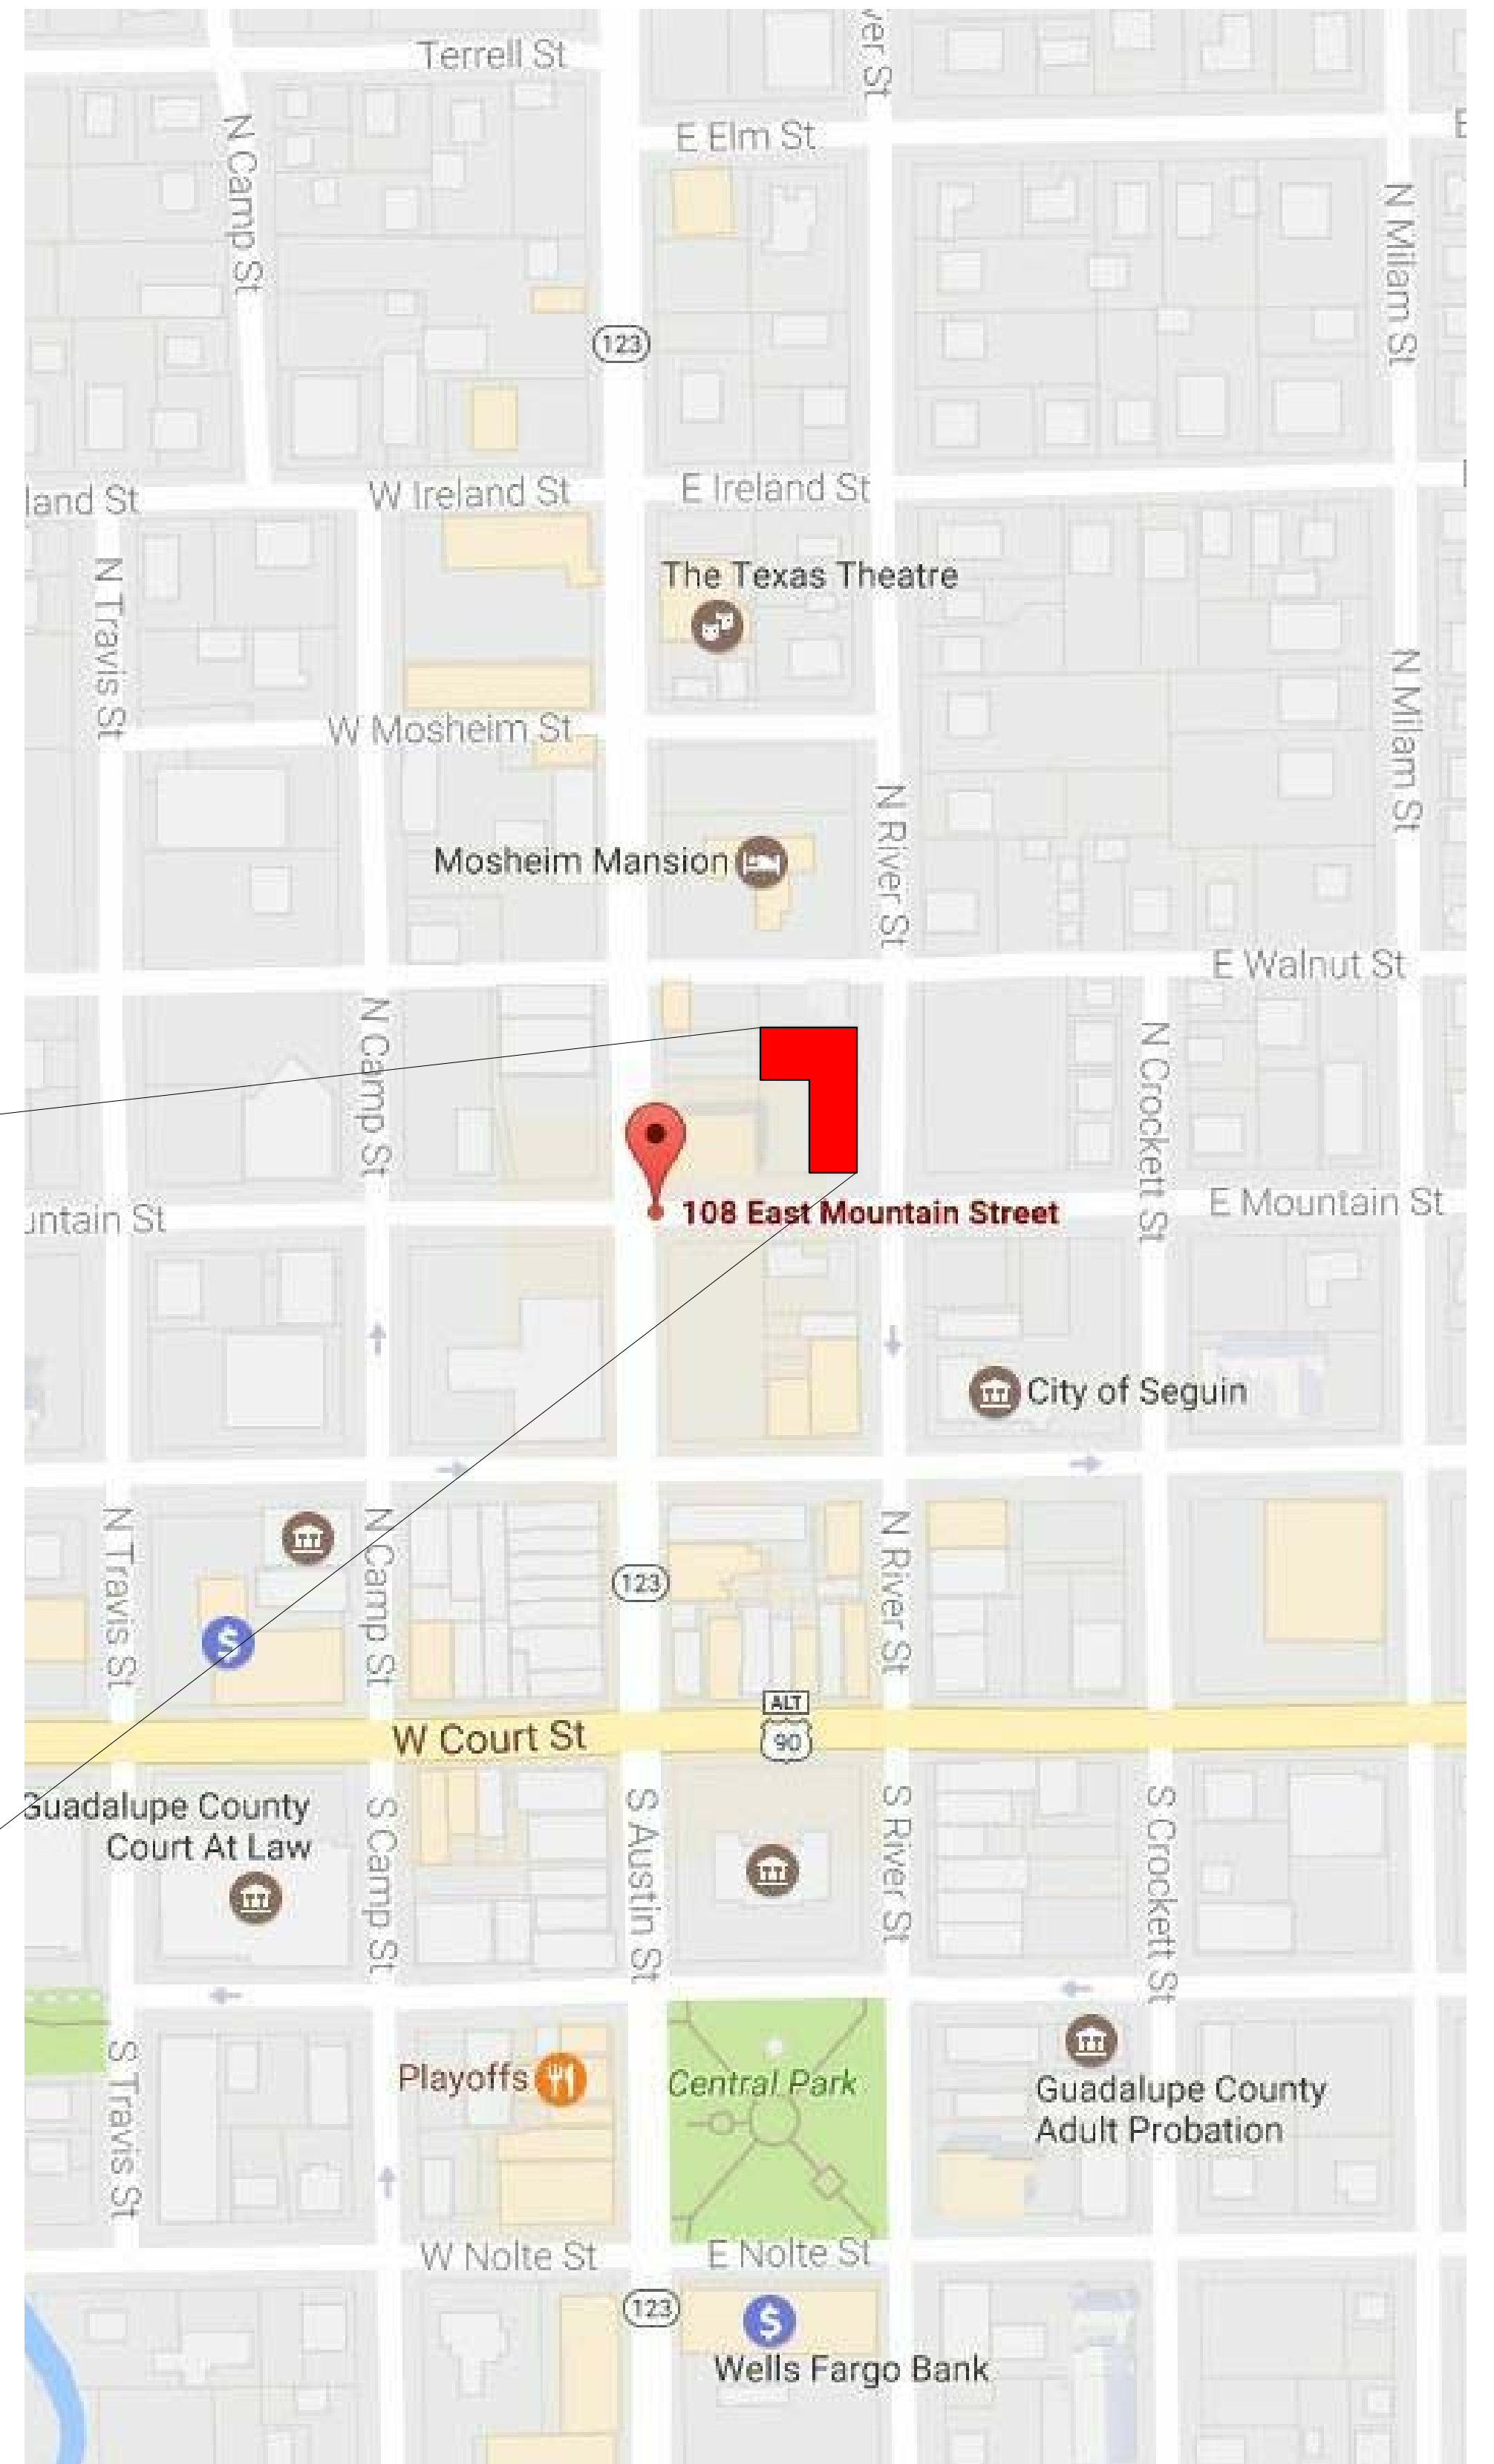 Terrell St
ver St
E Elm St
N Camp St
N Milam St
123
land St
W Ireland St
E Ireland St
The Texas Theatre
N Travis St
N Milam St
W Mosheim St
N River St
Mosheim Mansion
E Walnut St
N Camp St
N Crockett St
108 East Mountain Street
E Mountain St
untain St
City of Seguin
N Travis St
N Camp St
N River St
123
$
ALT
90
W Court St
Guadalupe County
Court At Law
S Camp St
S Austin St
S River St
S Crockett St
S Travis St
Playoffs
Central Park
Guadalupe County
Adult Probation
W Nolte St
E Nolte St
123
$
Wells Fargo Bank